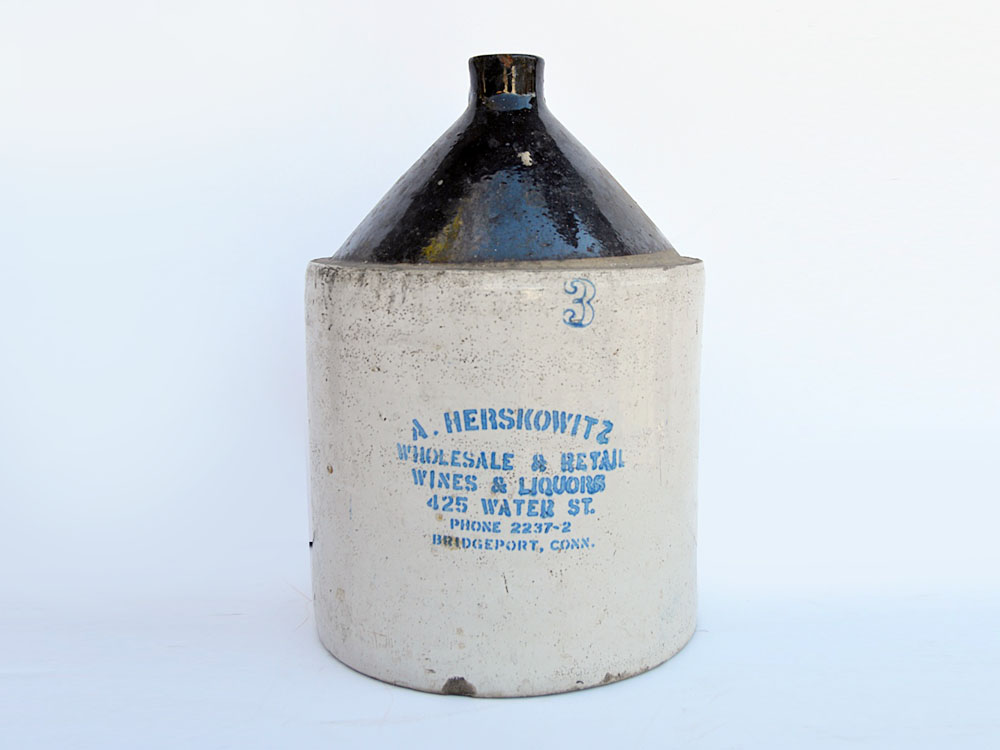 3
A. HERSKOWITZ
WHOLESALE & RETAIL
WINES & LIQUORS
425 WATER ST.
PHONE 2237-2
BRIDGEPORT, CONN.